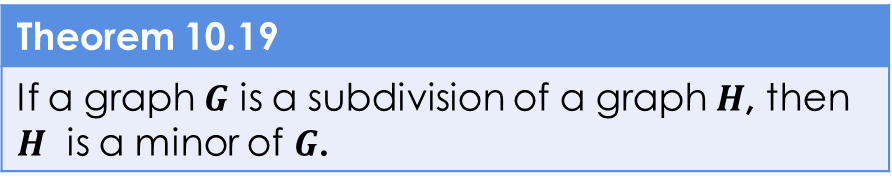 Theorem 10.19
If a graph G is a subdivision of a graph H, then
H is a minor of G.